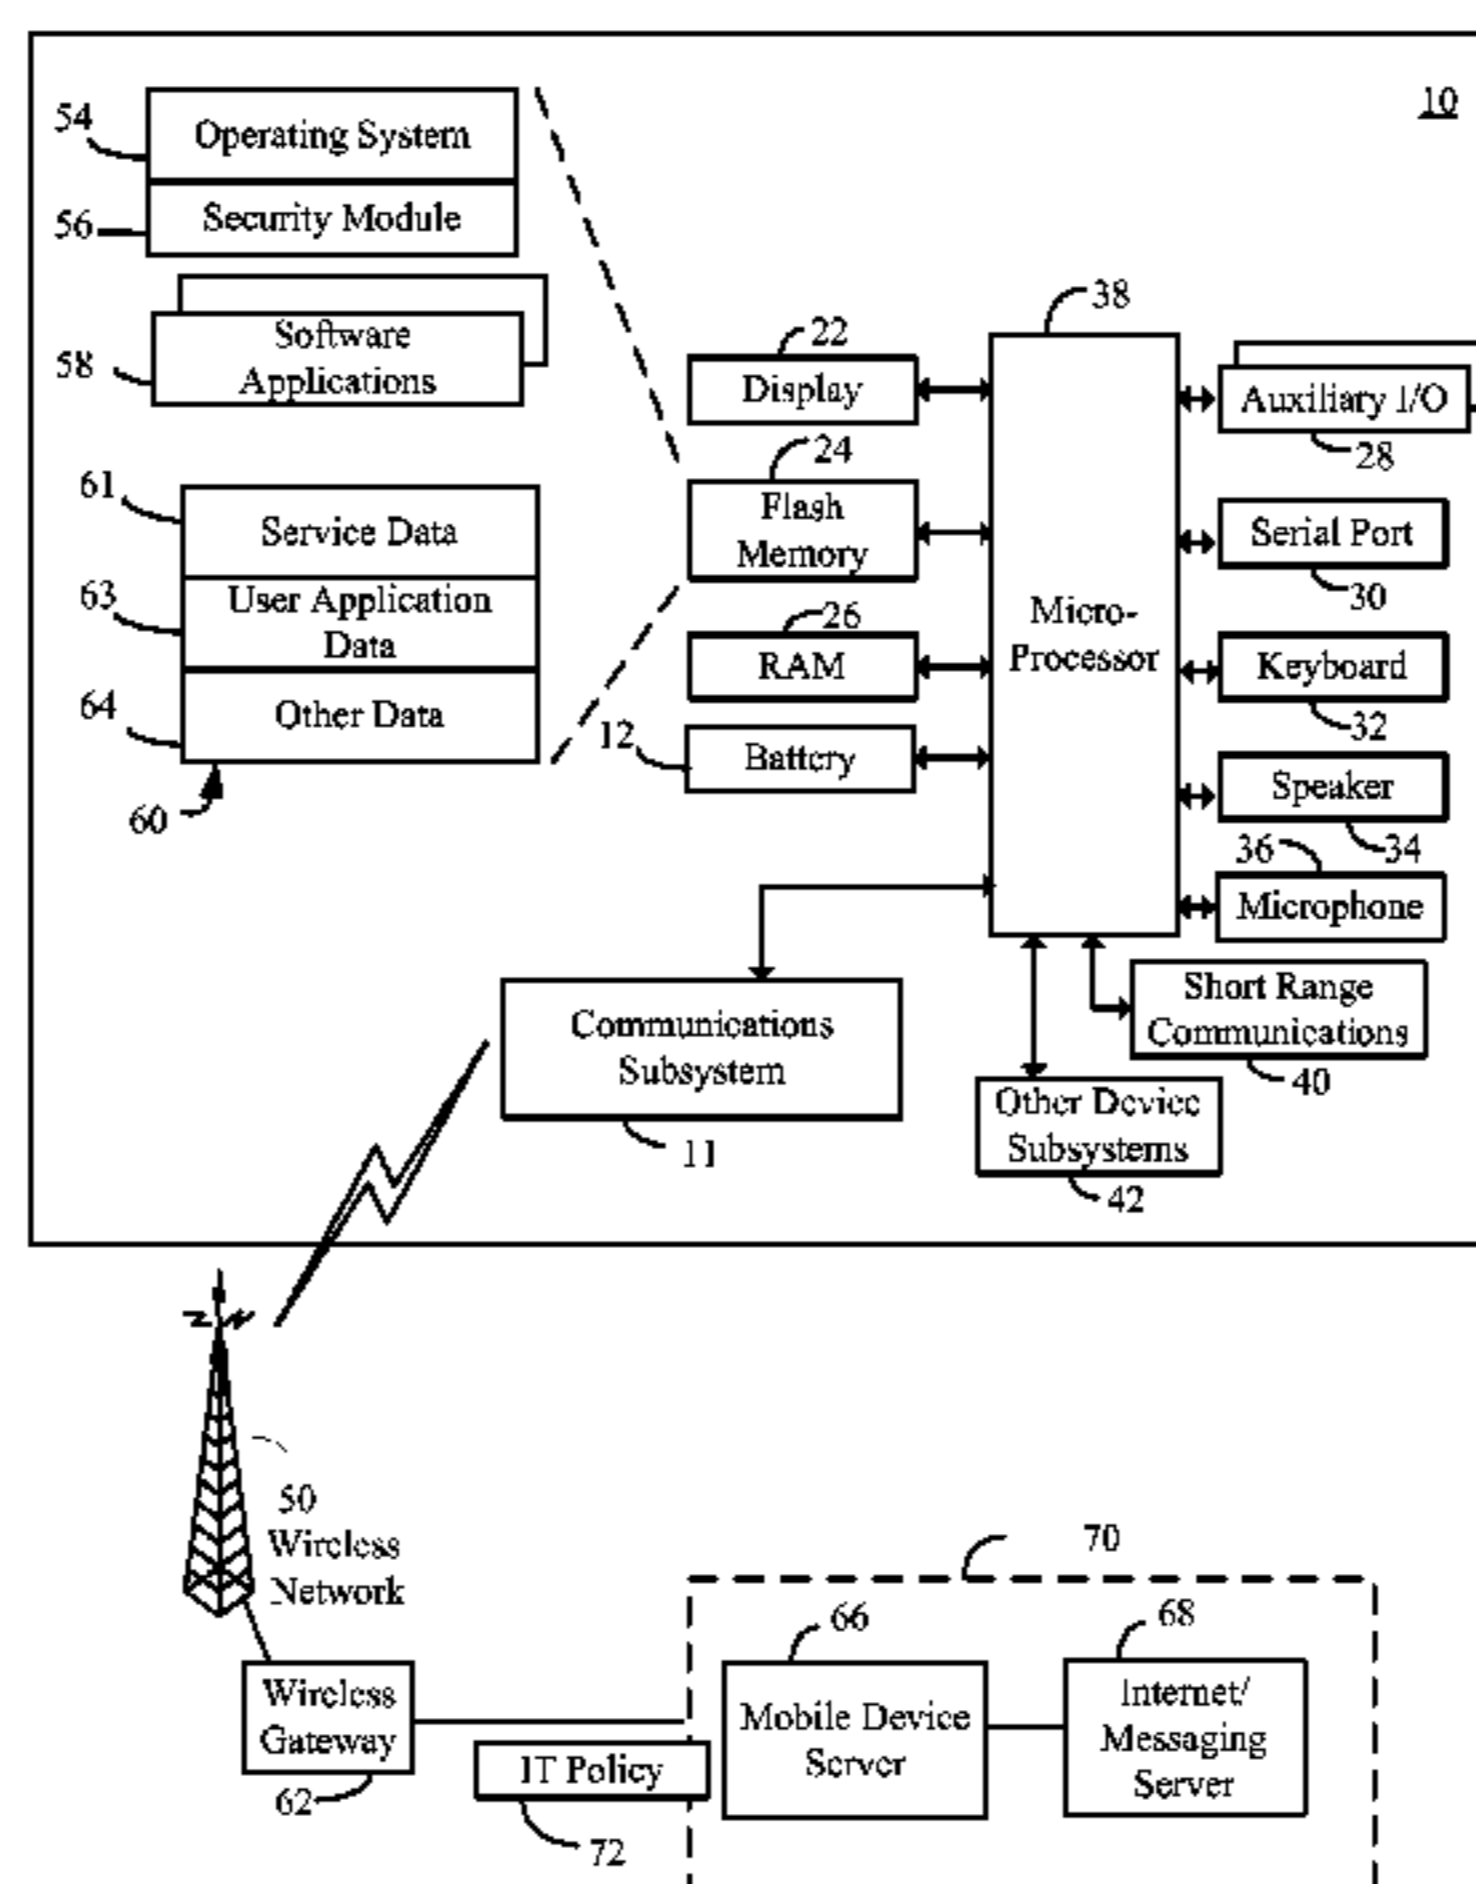 10
54
Operating System
56
Security Module
58
Software
Applications
61
Service Data
63
User Application
Data
64
Other Data
60
22
Display
24
Flash
Memory
26
RAM
12
Battery
38
Micro-
Processor
Auxiliary I/O
28
Serial Port
30
Keyboard
32
Speaker
34
36
Microphone
Short Range
Communications
40
Other Device
Subsystems
42
Communications
Subsystem
11
50
Wireless
Network
Wireless
Gateway
62
IT Policy
72
70
66
Mobile Device
Server
68
Internet/
Messaging
Server